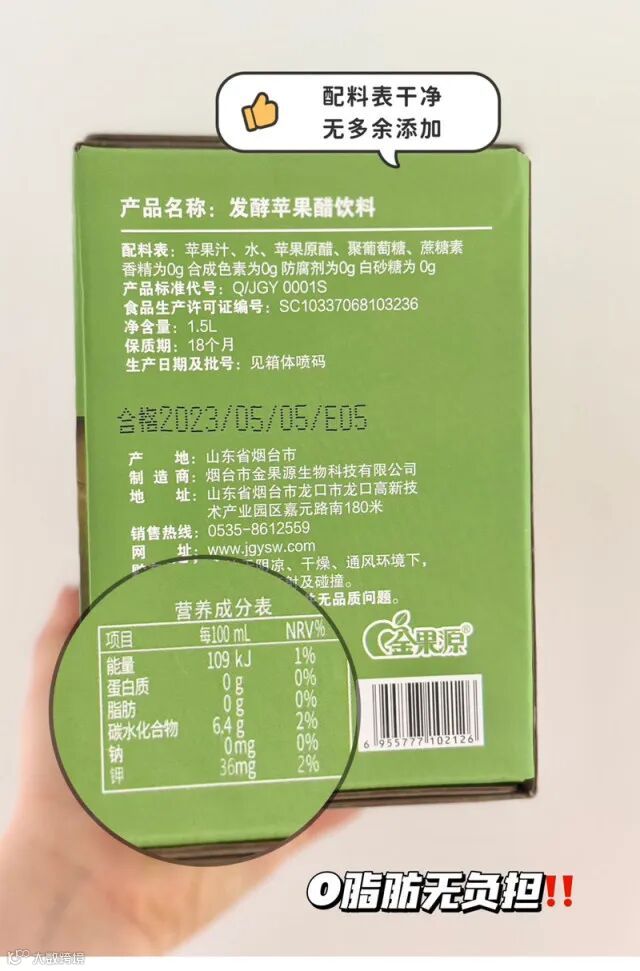 配料表干净
无多余添加
产品名称：发酵苹果醋饮料
配料表：苹果汁、水、苹果原醋、聚葡萄糖、蔗糖素
香精为0g 合成色素为0g 防腐剂为0g 白砂糖为 0g
产品标准代号：Q/JGY 0001S
食品生产许可证编号：SC10337068103236
净含量：1.5L
保质期：18个月
生产日期及批号：见箱体喷码
合格2023/05/05/E05
产 地：山东省烟台市
制 造 商：烟台市金果源生物科技有限公司
地 址：山东省烟台市龙口市龙口高新技
术产业园区嘉元路南180米
销售热线：0535-8612559
网 址：www.jgysw.com
阴凉、干燥、通风环境下，
及碰撞。
无品质问题。
营养成分表
项目 每100 mL NRV%
能量 109 kJ 1%
蛋白质 0 g 0%
脂肪 0 g 0%
碳水化合物 6.4 g 2%
钠 0mg 0%
钾 36mg 2%
金果源®
6 955777 102126
0脂肪无负担!!
大数跨境